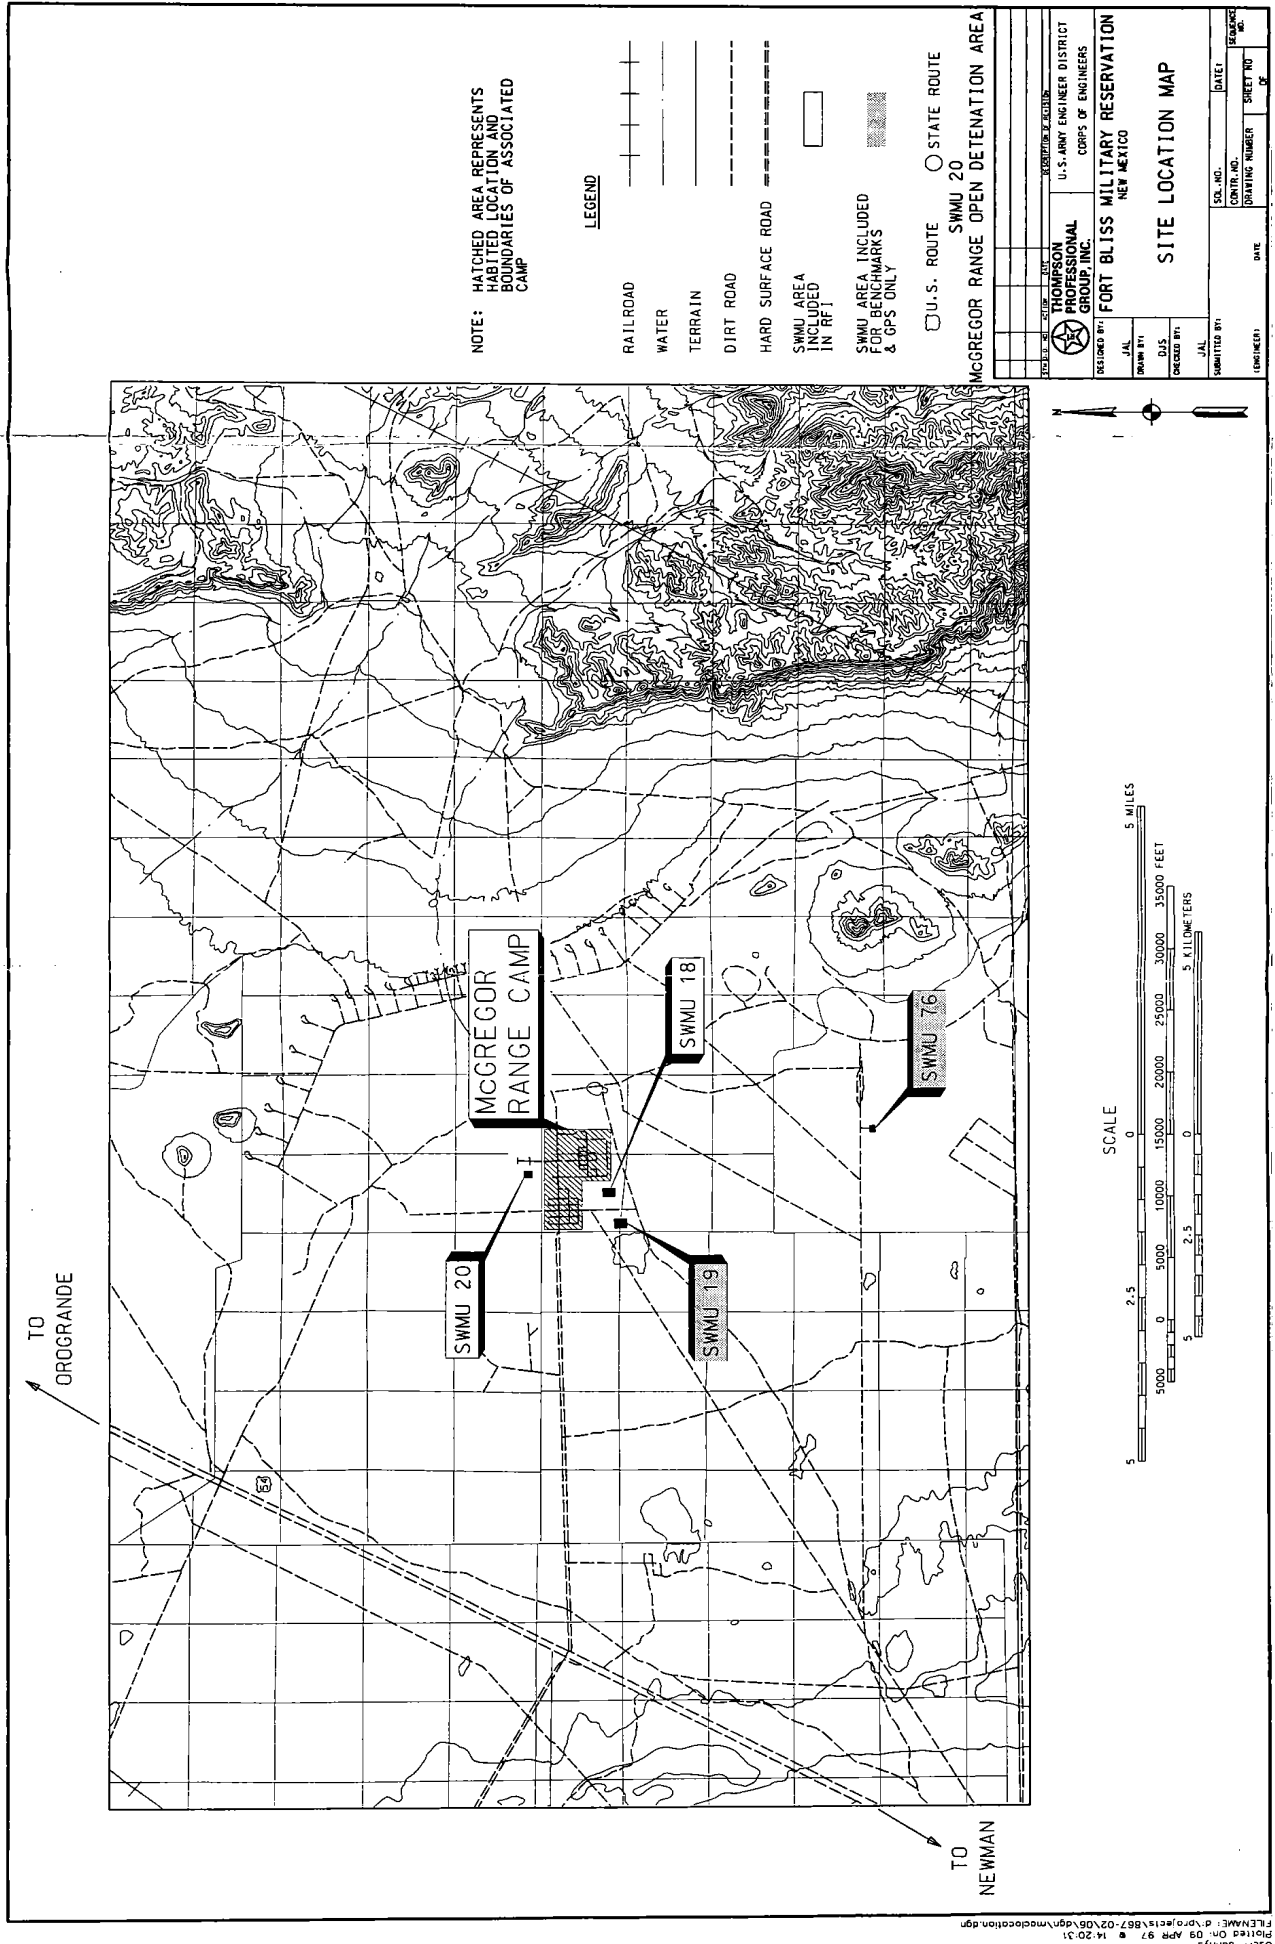 TO
OROGRANDE
54
SWMU 20
McGREGOR
RANGE CAMP
SWMU 18
SWMU 19
SWMU 76
TO
NEWMAN
SCALE
5
2.5
0
5 MILES
5000
0
5000
10000
15000
20000
25000
30000
35000 FEET
5
2.5
0
5 KILOMETERS
N
NOTE: HATCHED AREA REPRESENTS
HABITED LOCATION AND
BOUNDARIES OF ASSOCIATED
CAMP
LEGEND
RAILROAD
WATER
TERRAIN
DIRT ROAD
HARD SURFACE ROAD
SWMU AREA
INCLUDED
IN RFI
SWMU AREA INCLUDED
FOR BENCHMARKS
& GPS ONLY
U.S. ROUTE
STATE ROUTE
SWMU 20
McGREGOR RANGE OPEN DETENATION AREA
ACTION
DATE
DESCRIPTION OF REVISION
THOMPSON
PROFESSIONAL
GROUP, INC.
U.S. ARMY ENGINEER DISTRICT
CORPS OF ENGINEERS
DESIGNED BY:
JAL
DRAWN BY:
DJS
CHECKED BY:
JAL
SUBMITTED BY:
(ENGINEER)
DATE
FORT BLISS MILITARY RESERVATION
NEW MEXICO
SITE LOCATION MAP
SOL.NO.
DATE:
CONTR.NO.
DRAWING NUMBER
SHEET NO
OF
SEQUENCE
NO.
Plotted On: 09 APR 97 @ 14:20:31
FILENAME: d:\projects\867-02\dgn\06\macglocation.dgn